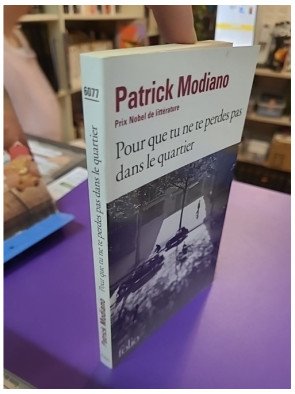 6077
Patrick Modiano
Pour que tu ne te perdes pas dans le quartier
Patrick Modiano
Prix Nobel de littérature
Pour que tu ne te perdes pas
dans le quartier
folio